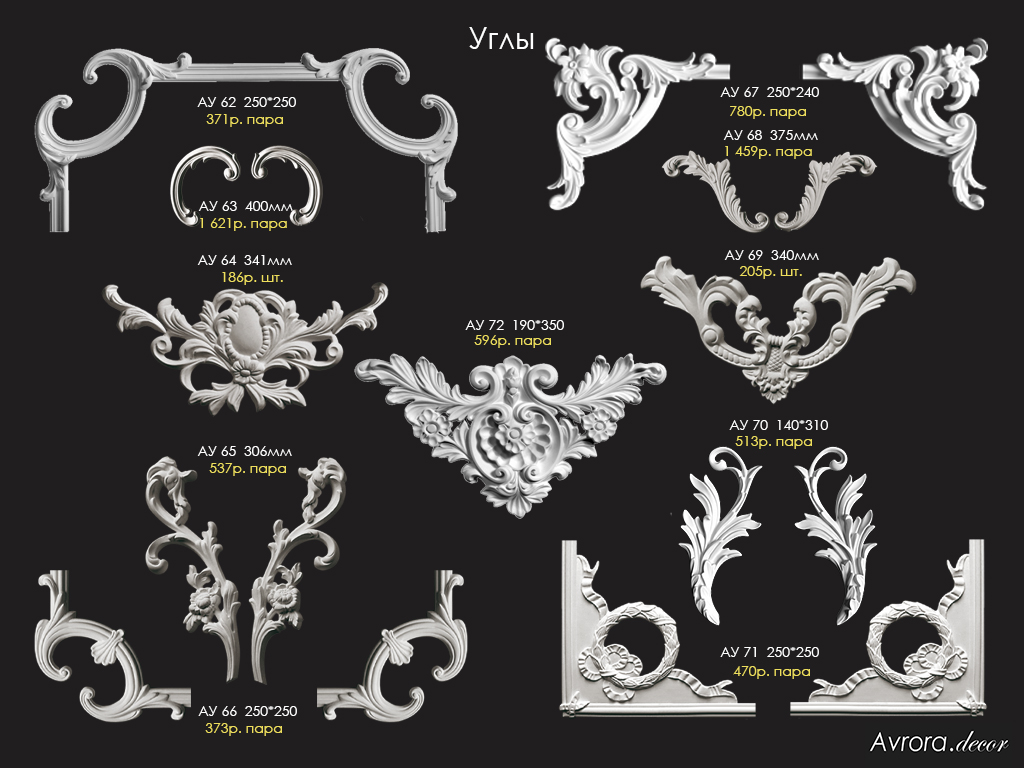 Углы
АУ 62 250*250
371р. пара
АУ 63 400мм
1 621р. пара
АУ 64 341мм
186р. шт.
АУ 65 306мм
537р. пара
АУ 66 250*250
373р. пара
АУ 72 190*350
596р. пара
АУ 67 250*240
780р. пара
АУ 68 375мм
1 459р. пара
АУ 69 340мм
205р. шт.
АУ 70 140*310
513р. пара
АУ 71 250*250
470р. пара
Avrora.decor